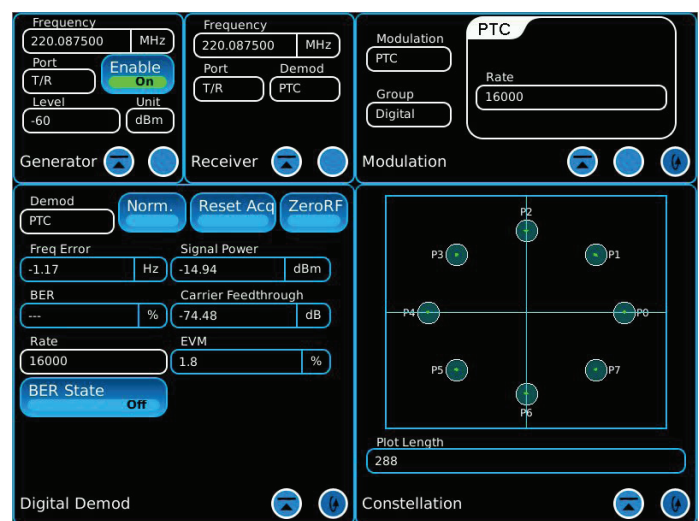 Frequency
220.087500 MHz
Port
T/R
Enable
On
Level
-60
Unit
dBm
Generator
Frequency
220.087500 MHz
Port
T/R
Demod
PTC
Receiver
Modulation
PTC
Group
Digital
PTC
Rate
16000
Modulation
Demod
PTC
Norm.
Reset Acq
ZeroRF
Freq Error
-1.17 Hz
Signal Power
-14.94 dBm
BER
--- %
Carrier Feedthrough
-74.48 dB
Rate
16000
EVM
1.8 %
BER State
Off
Digital Demod
P2
P3
P1
P4
P0
P5
P7
P6
Plot Length
288
Constellation